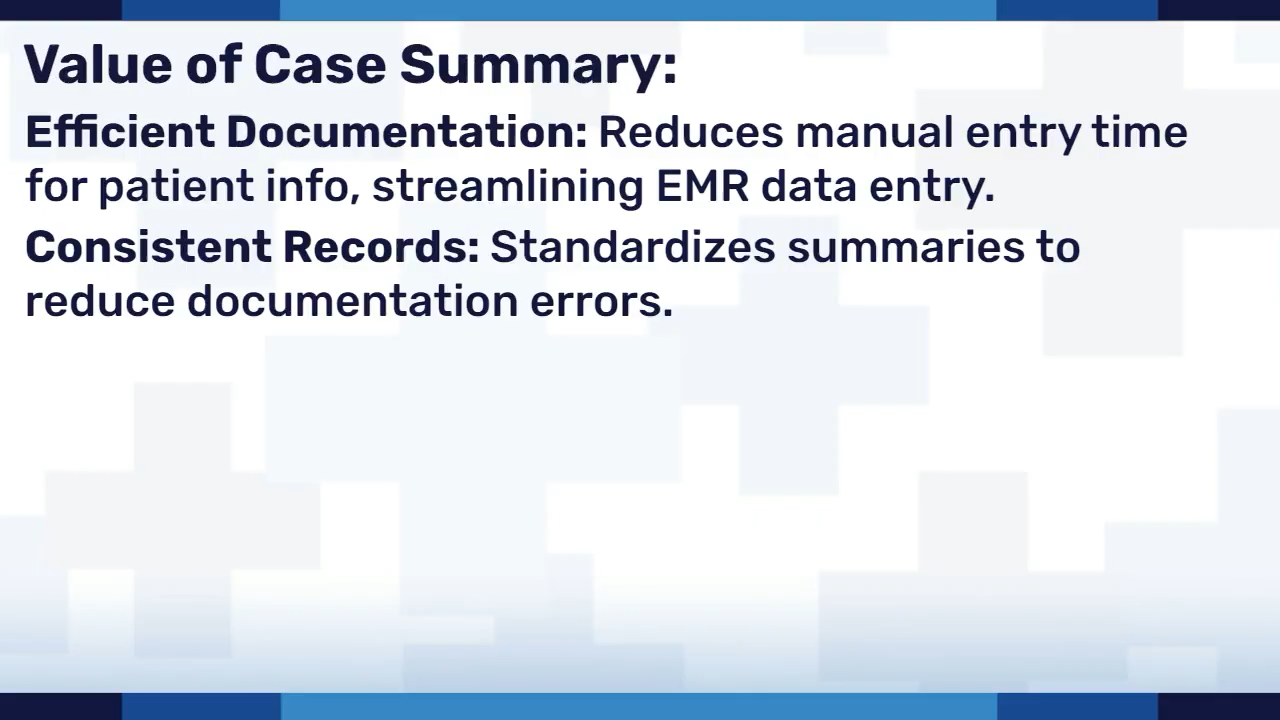 Value of Case Summary:
Efficient Documentation: Reduces manual entry time
for patient info, streamlining EMR data entry.
Consistent Records: Standardizes summaries to
reduce documentation errors.